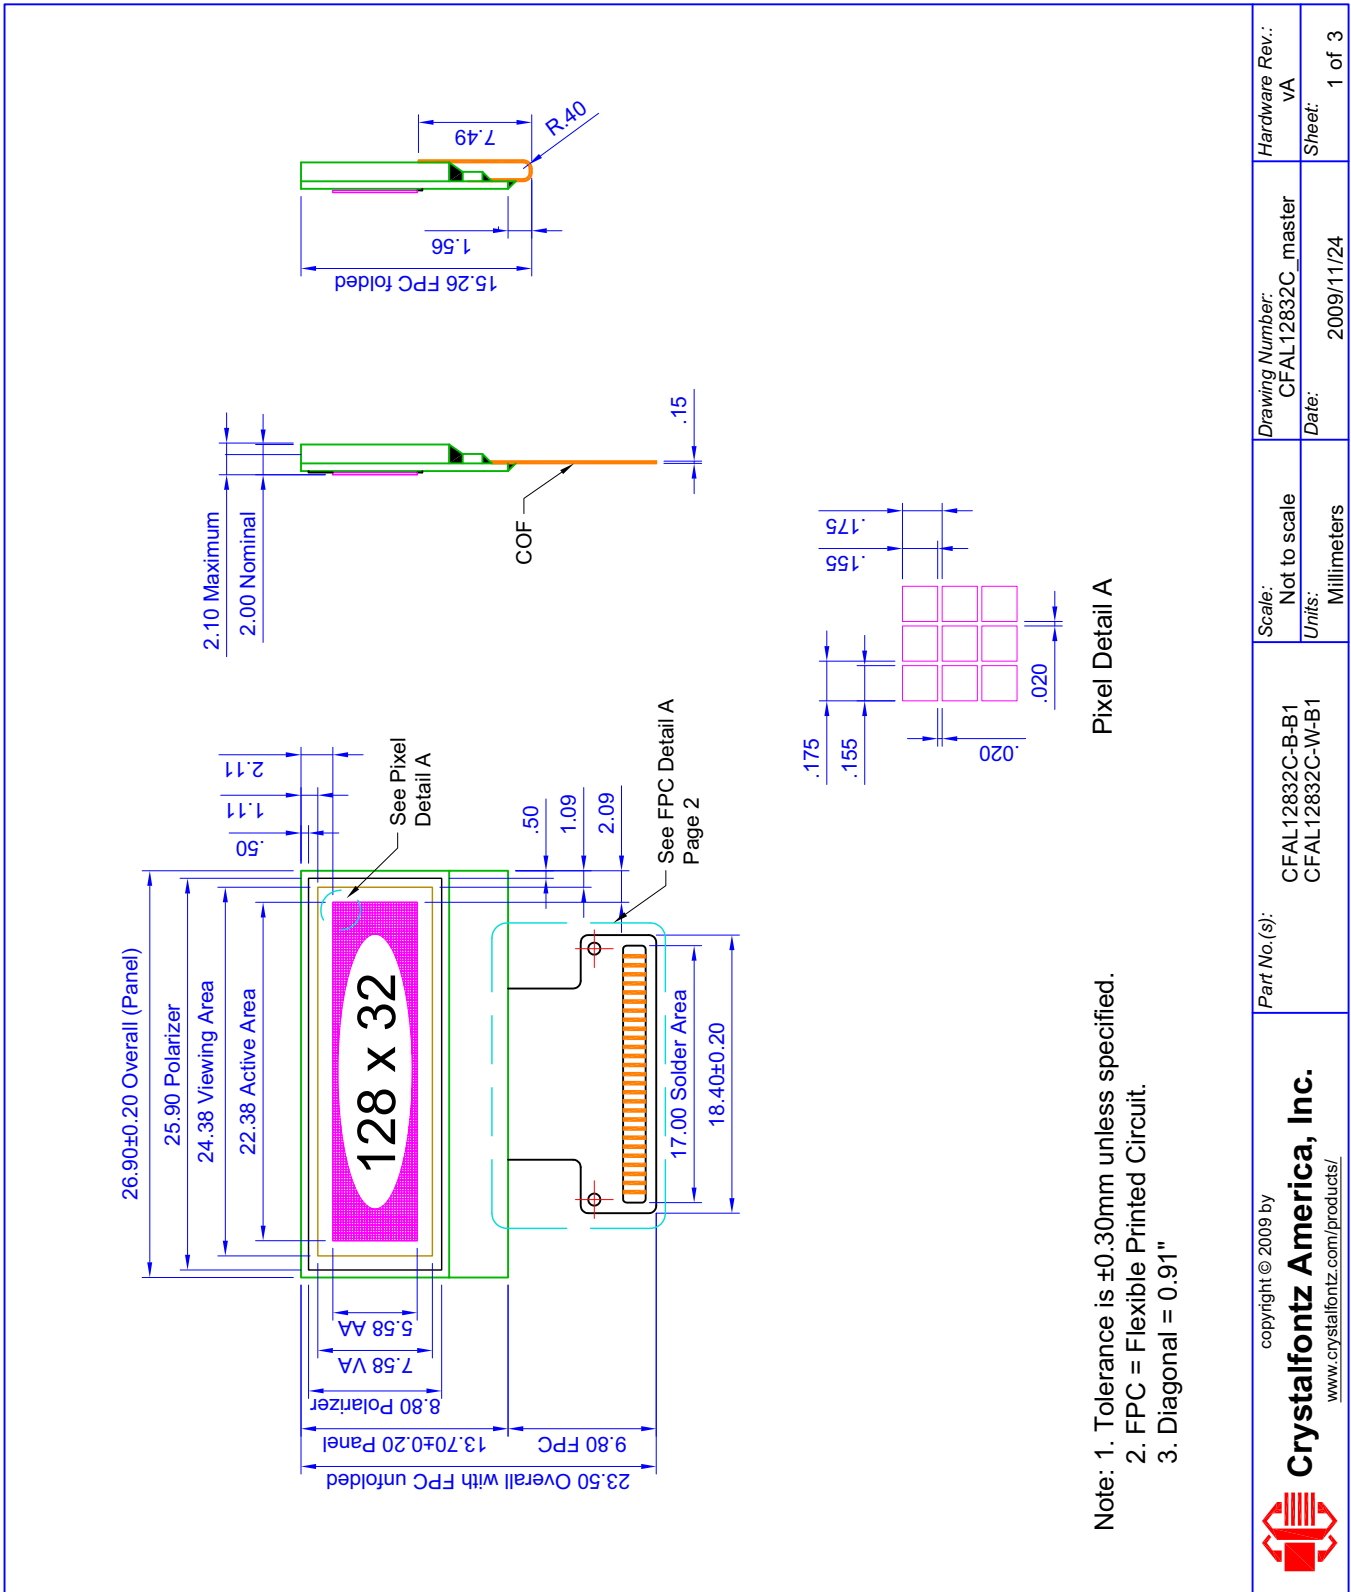 26.90±0.20 Overall (Panel)
25.90 Polarizer
24.38 Viewing Area
22.38 Active Area
.50
1.11
2.11
128 x 32
See Pixel
Detail A
5.58 AA
7.58 VA
8.80 Polarizer
13.70±0.20 Panel
9.80 FPC
23.50 Overall with FPC unfolded
.50
1.09
2.09
See FPC Detail A
Page 2
17.00 Solder Area
18.40±0.20
2.10 Maximum
2.00 Nominal
COF
.15
7.49
R.40
1.56
15.26 FPC folded
.175
.155
.175
.155
.020
.020
Pixel Detail A
Note: 1. Tolerance is ±0.30mm unless specified.
2. FPC = Flexible Printed Circuit.
3. Diagonal = 0.91"
copyright © 2009 by
Crystalfontz America, Inc.
www.crystalfontz.com/products/
Part No.(s):
CFAL12832C-B-B1
CFAL12832C-W-B1
Scale:
Not to scale
Units:
Millimeters
Drawing Number:
CFAL12832C_master
Date:
2009/11/24
Hardware Rev.:
vA
Sheet:
1 of 3